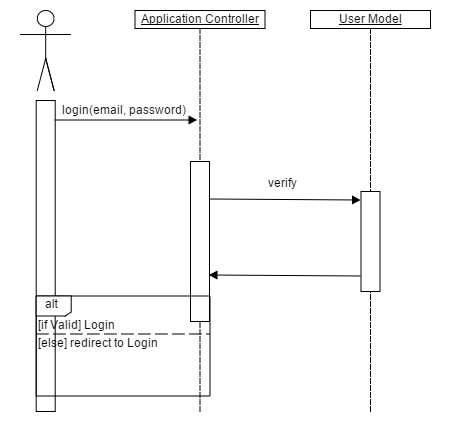 Application Controller
User Model
login(email, password)
verify
alt
[if Valid] Login
[else] redirect to Login